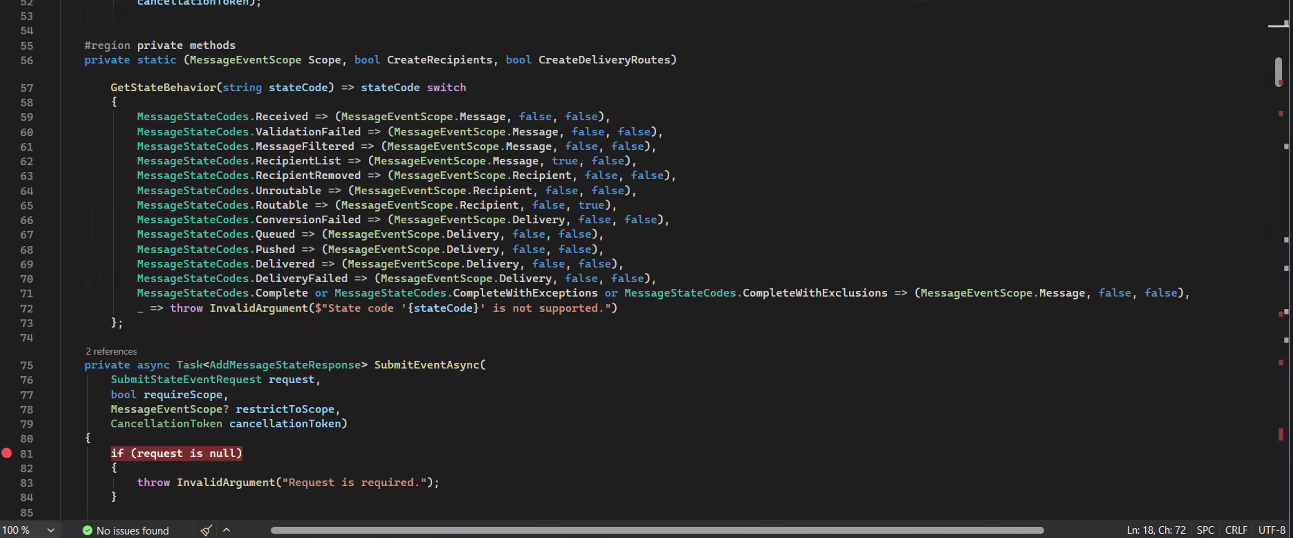 52 cancellationToken);
53
54
55 #region private methods
56 private static (MessageEventScope Scope, bool CreateRecipients, bool CreateDeliveryRoutes)
57 GetStateBehavior(string stateCode) => stateCode switch
58 {
59 MessageStateCodes.Received => (MessageEventScope.Message, false, false),
60 MessageStateCodes.ValidationFailed => (MessageEventScope.Message, false, false),
61 MessageStateCodes.MessageFiltered => (MessageEventScope.Message, false, false),
62 MessageStateCodes.RecipientList => (MessageEventScope.Message, true, false),
63 MessageStateCodes.RecipientRemoved => (MessageEventScope.Recipient, false, false),
64 MessageStateCodes.Unroutable => (MessageEventScope.Recipient, false, false),
65 MessageStateCodes.Routable => (MessageEventScope.Recipient, false, true),
66 MessageStateCodes.ConversionFailed => (MessageEventScope.Delivery, false, false),
67 MessageStateCodes.Queued => (MessageEventScope.Delivery, false, false),
68 MessageStateCodes.Pushed => (MessageEventScope.Delivery, false, false),
69 MessageStateCodes.Delivered => (MessageEventScope.Delivery, false, false),
70 MessageStateCodes.DeliveryFailed => (MessageEventScope.Delivery, false, false),
71 MessageStateCodes.Complete or MessageStateCodes.CompleteWithExceptions or MessageStateCodes.CompleteWithExclusions => (MessageEventScope.Message, false, false),
72 _ => throw InvalidArgument($"State code '{stateCode}' is not supported.")
73 };
74
2 references
75 private async Task<AddMessageStateResponse> SubmitEventAsync(
76 SubmitStateEventRequest request,
77 bool requireScope,
78 MessageEventScope? restrictToScope,
79 CancellationToken cancellationToken)
80 {
81 if (request is null)
82 {
83 throw InvalidArgument("Request is required.");
84 }
85
100 % No issues found Ln: 18, Ch: 72 SPC CRLF UTF-8